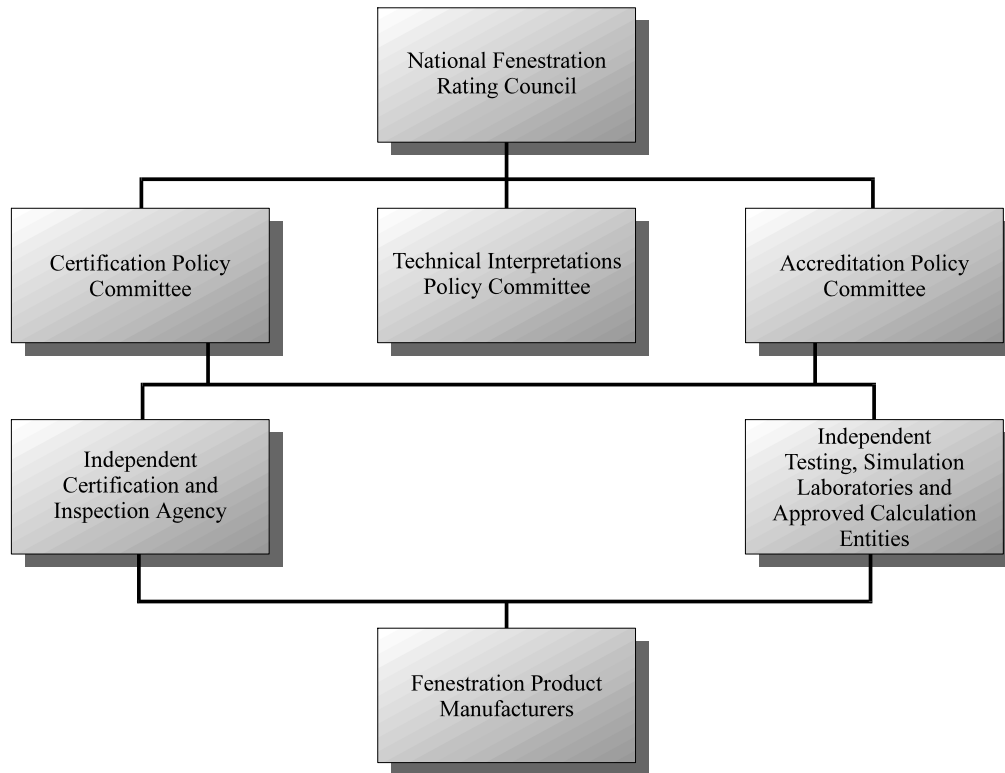 National Fenestration
Rating Council
Certification Policy
Committee
Technical Interpretations
Policy Committee
Accreditation Policy
Committee
Independent
Certification and
Inspection Agency
Independent
Testing, Simulation
Laboratories and
Approved Calculation
Entities
Fenestration Product
Manufacturers